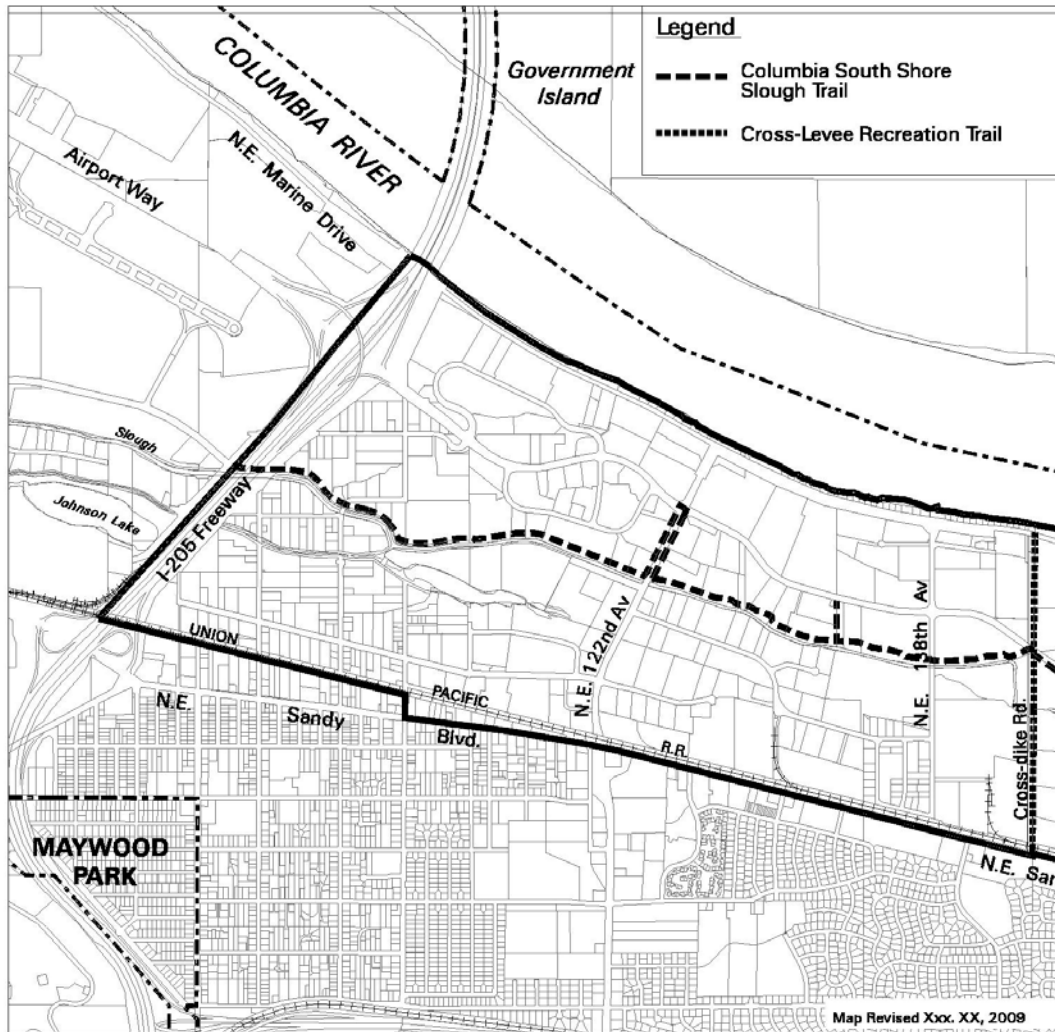 Legend
Columbia South Shore
Slough Trail
Cross-Levee Recreation Trail
COLUMBIA RIVER
Government
Island
N.E. Marine Drive
Airport Way
Slough
Johnson Lake
I-205 Freeway
UNION
PACIFIC
R.R.
N.E.
Sandy
Blvd.
N.E. 122nd Av
N.E. 138th Av
Cross-dike Rd.
N.E. San
MAYWOOD
PARK
Map Revised Xxx. XX, 2009